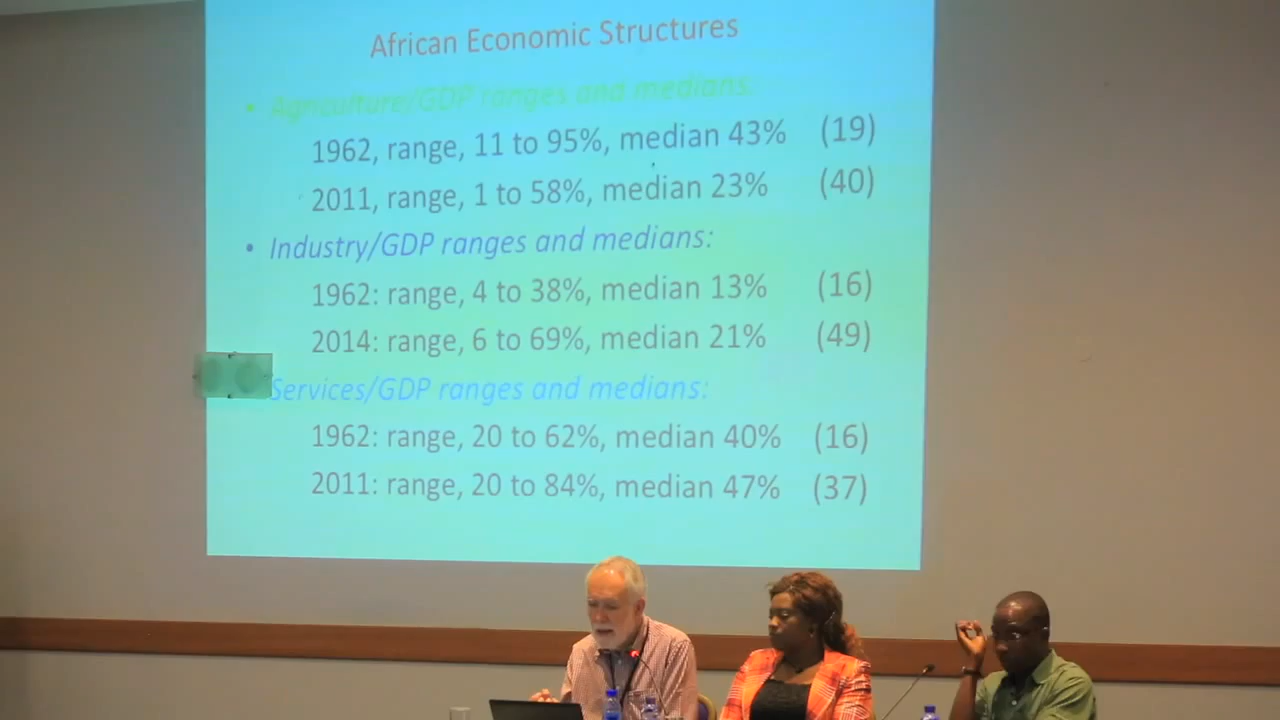 African Economic Structures
• Agriculture/GDP ranges and medians:
1962, range, 11 to 95%, median 43% (19)
2011, range, 1 to 58%, median 23% (40)
• Industry/GDP ranges and medians:
1962: range, 4 to 38%, median 13% (16)
2014: range, 6 to 69%, median 21% (49)
Services/GDP ranges and medians:
1962: range, 20 to 62%, median 40% (16)
2011: range, 20 to 84%, median 47% (37)